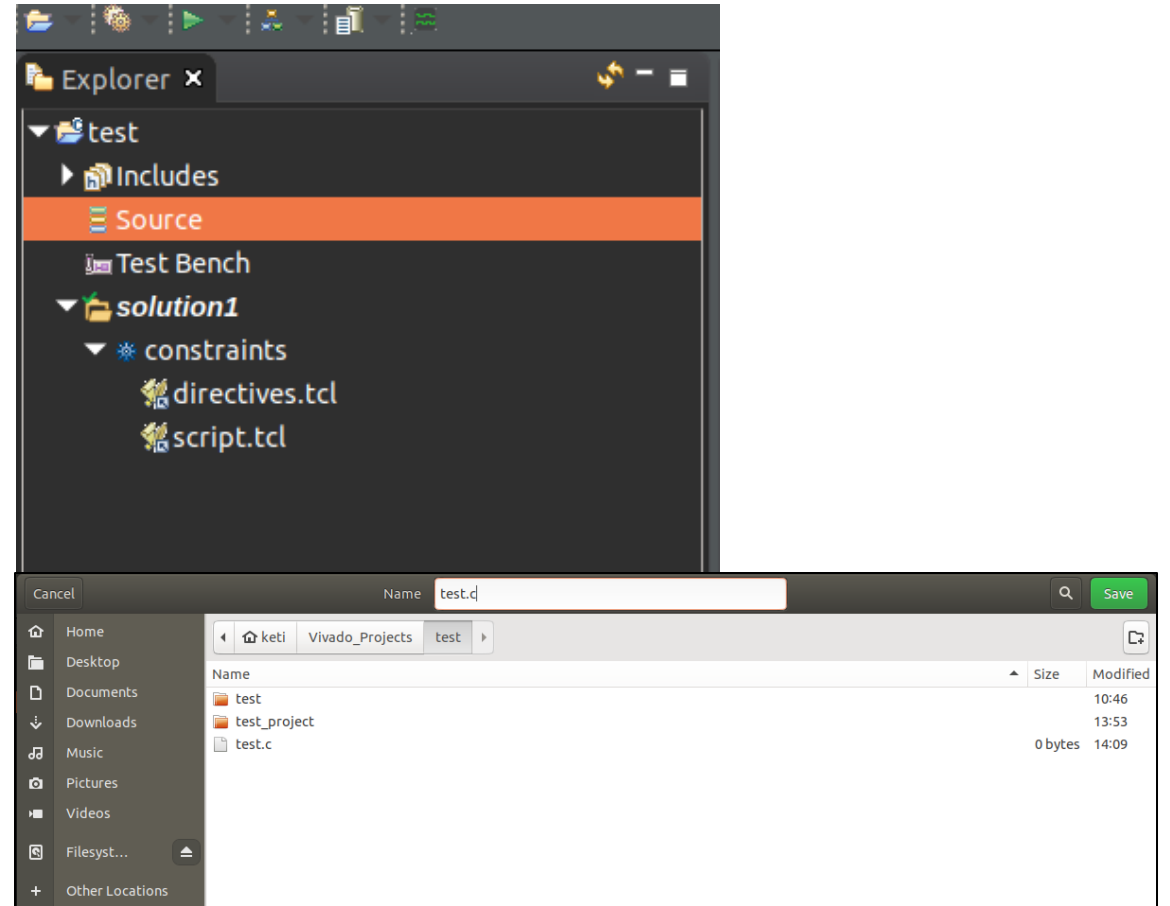 Explorer
test
Includes
Source
Test Bench
solution1
constraints
directives.tcl
script.tcl
Cancel Name test.c Save
Home keti Vivado_Projects test
Desktop
Name Size Modified
Documents
test 10:46
Downloads
test_project 13:53
Music
test.c 0 bytes 14:09
Pictures
Videos
Filesyst...
Other Locations